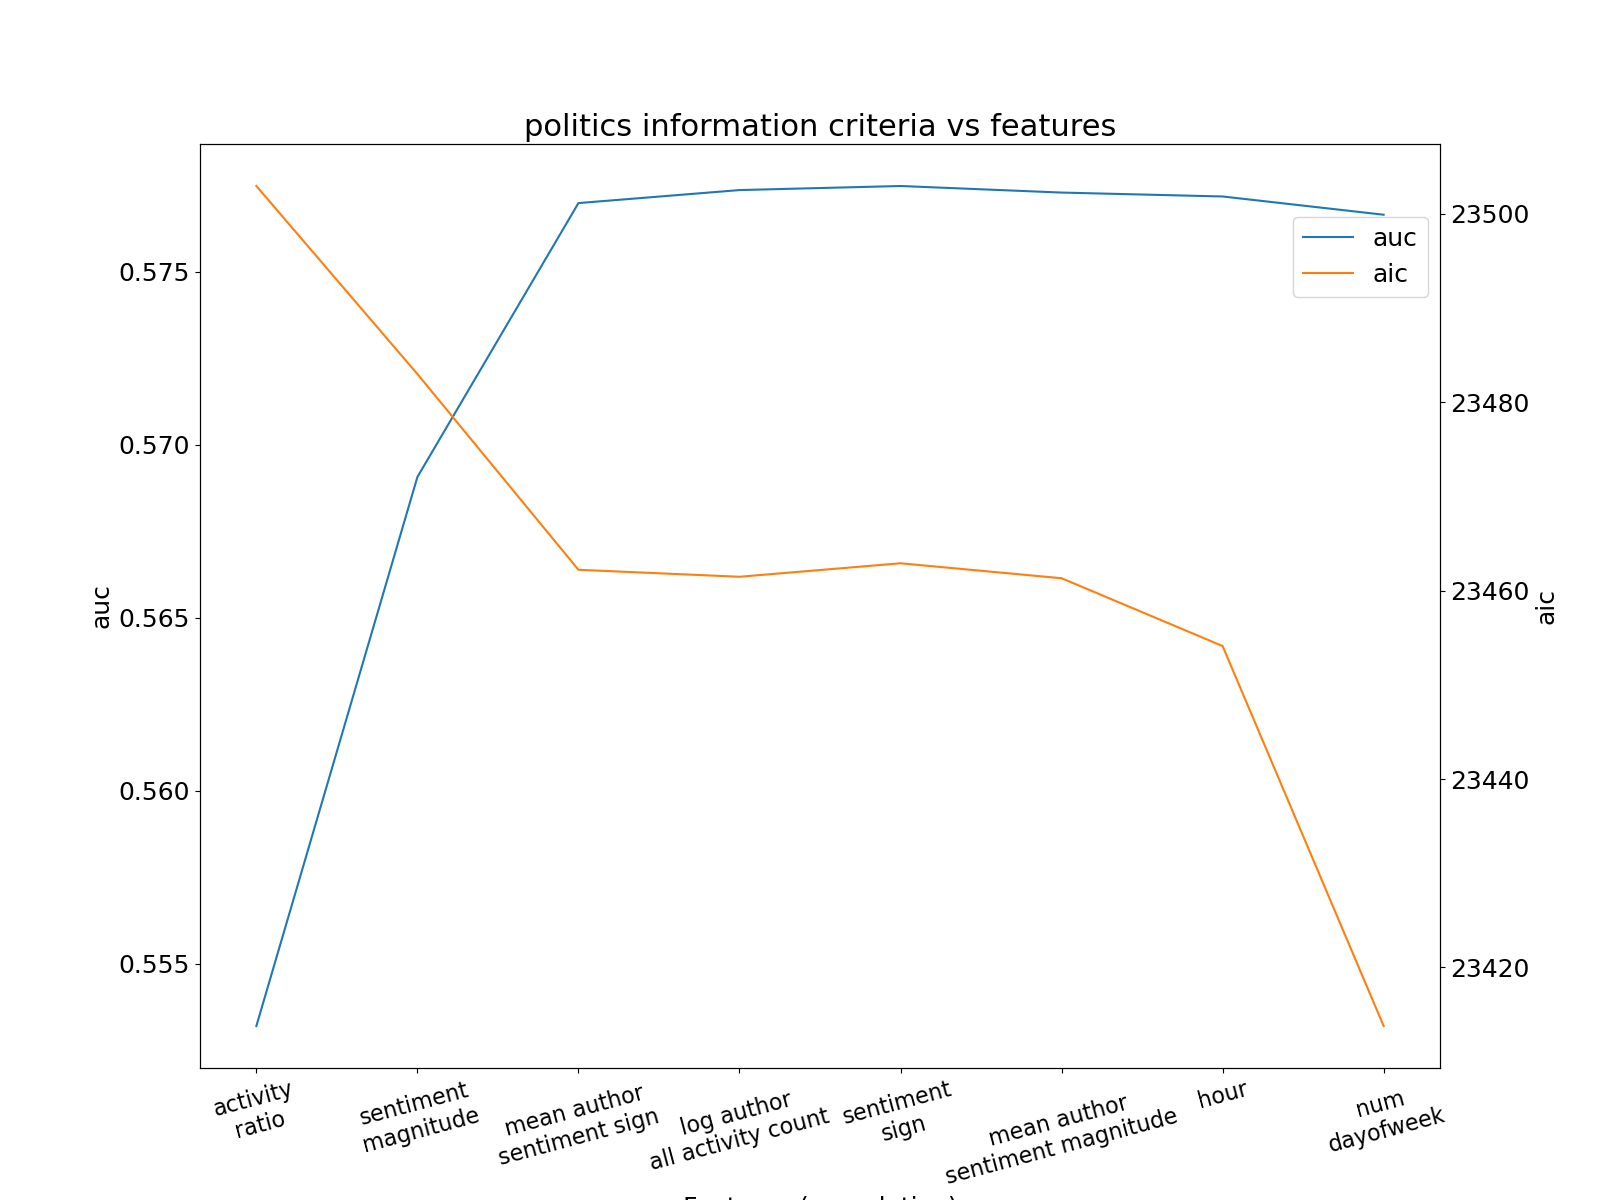 politics information criteria vs features
0.575
0.570
0.565
0.560
0.555
auc
23500
23480
23460
23440
23420
aic
auc
aic
activity
ratio
sentiment
magnitude
mean author
sentiment sign
log author
all activity count
sentiment
sign
mean author
sentiment magnitude
hour
num
dayofweek